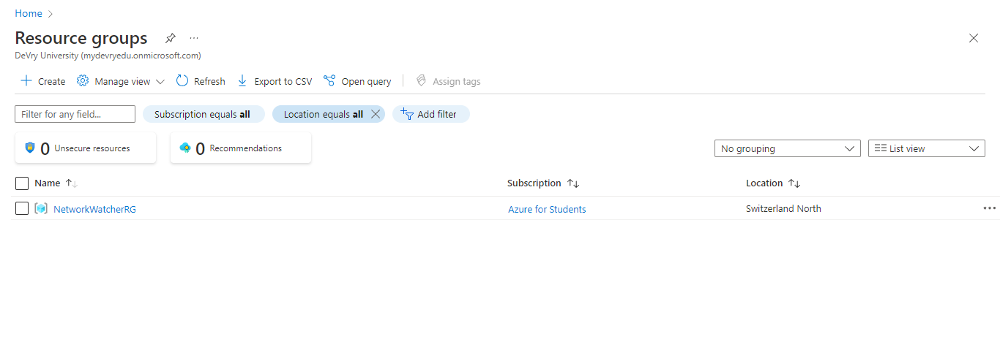 Home
Resource groups
DeVry University (mydevryedu.onmicrosoft.com)
Create Manage view Refresh Export to CSV Open query Assign tags
Filter for any field... Subscription equals all Location equals all Add filter
0 Unsecure resources 0 Recommendations No grouping List view
Name Subscription Location
NetworkWatcherRG Azure for Students Switzerland North